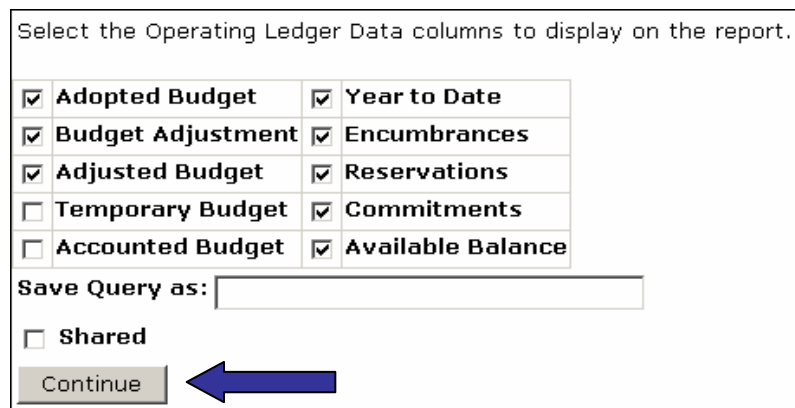 Select the Operating Ledger Data columns to display on the report.
Adopted Budget Year to Date
Budget Adjustment Encumbrances
Adjusted Budget Reservations
Temporary Budget Commitments
Accounted Budget Available Balance
Save Query as:
Shared
Continue